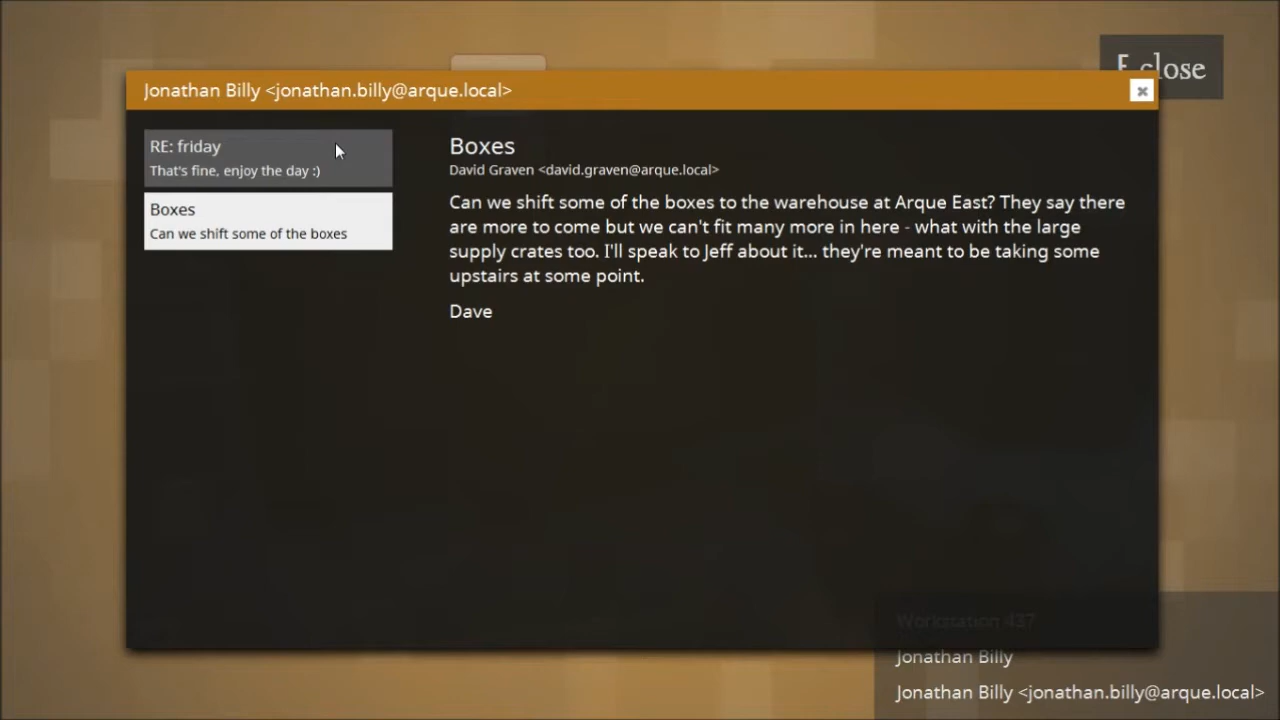 F close
Jonathan Billy <jonathan.billy@arque.local>
RE: friday
That's fine, enjoy the day :)
Boxes
Can we shift some of the boxes
Boxes
David Graven <david.graven@arque.local>
Can we shift some of the boxes to the warehouse at Arque East? They say there
are more to come but we can't fit many more in here - what with the large
supply crates too. I'll speak to Jeff about it... they're meant to be taking some
upstairs at some point.
Dave
Workstation 437
Jonathan Billy
Jonathan Billy <jonathan.billy@arque.local>